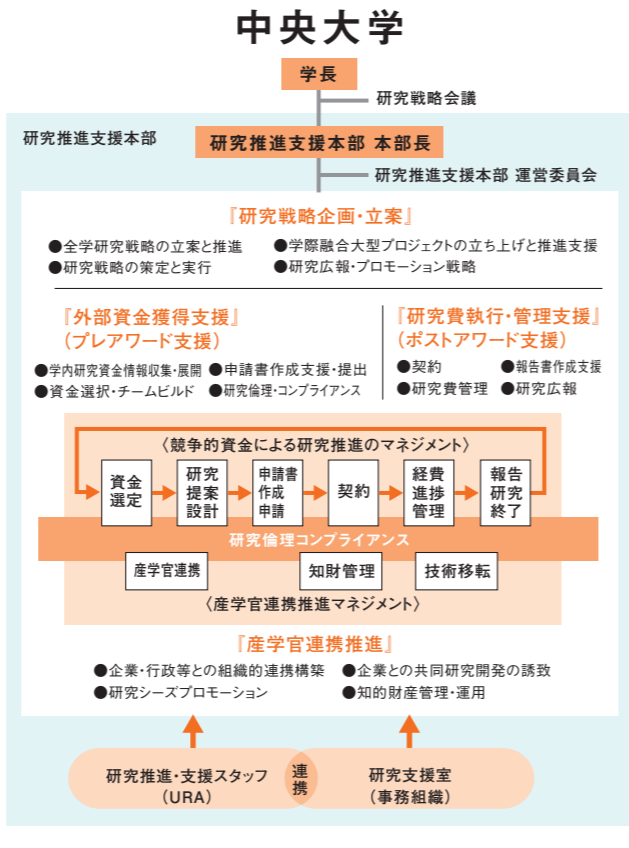 中央大学
学長
研究戦略会議
研究推進支援本部
研究推進支援本部 本部長
研究推進支援本部 運営委員会
『研究戦略企画・立案』
●全学研究戦略の立案と推進
●学際融合大型プロジェクトの立ち上げと推進支援
●研究戦略の策定と実行
●研究広報・プロモーション戦略
『外部資金獲得支援』
(プレアワード支援)
●学内研究資金情報収集・展開
●申請書作成支援・提出
●資金選択・チームビルド
●研究倫理・コンプライアンス
『研究費執行・管理支援』
(ポストアワード支援)
●契約
●報告書作成支援
●研究費管理
●研究広報
〈競争的資金による研究推進のマネジメント〉
資金
選定
研究
提案
設計
申請書
作成
申請
契約
経費
進捗
管理
報告
研究
終了
研究倫理コンプライアンス
産学官連携
知財管理
技術移転
〈産学官連携推進マネジメント〉
『産学官連携推進』
●企業・行政等との組織的連携構築
●企業との共同研究開発の誘致
●研究シーズプロモーション
●知的財産管理・運用
研究推進・支援スタッフ
(URA)
連
携
研究支援室
(事務組織)